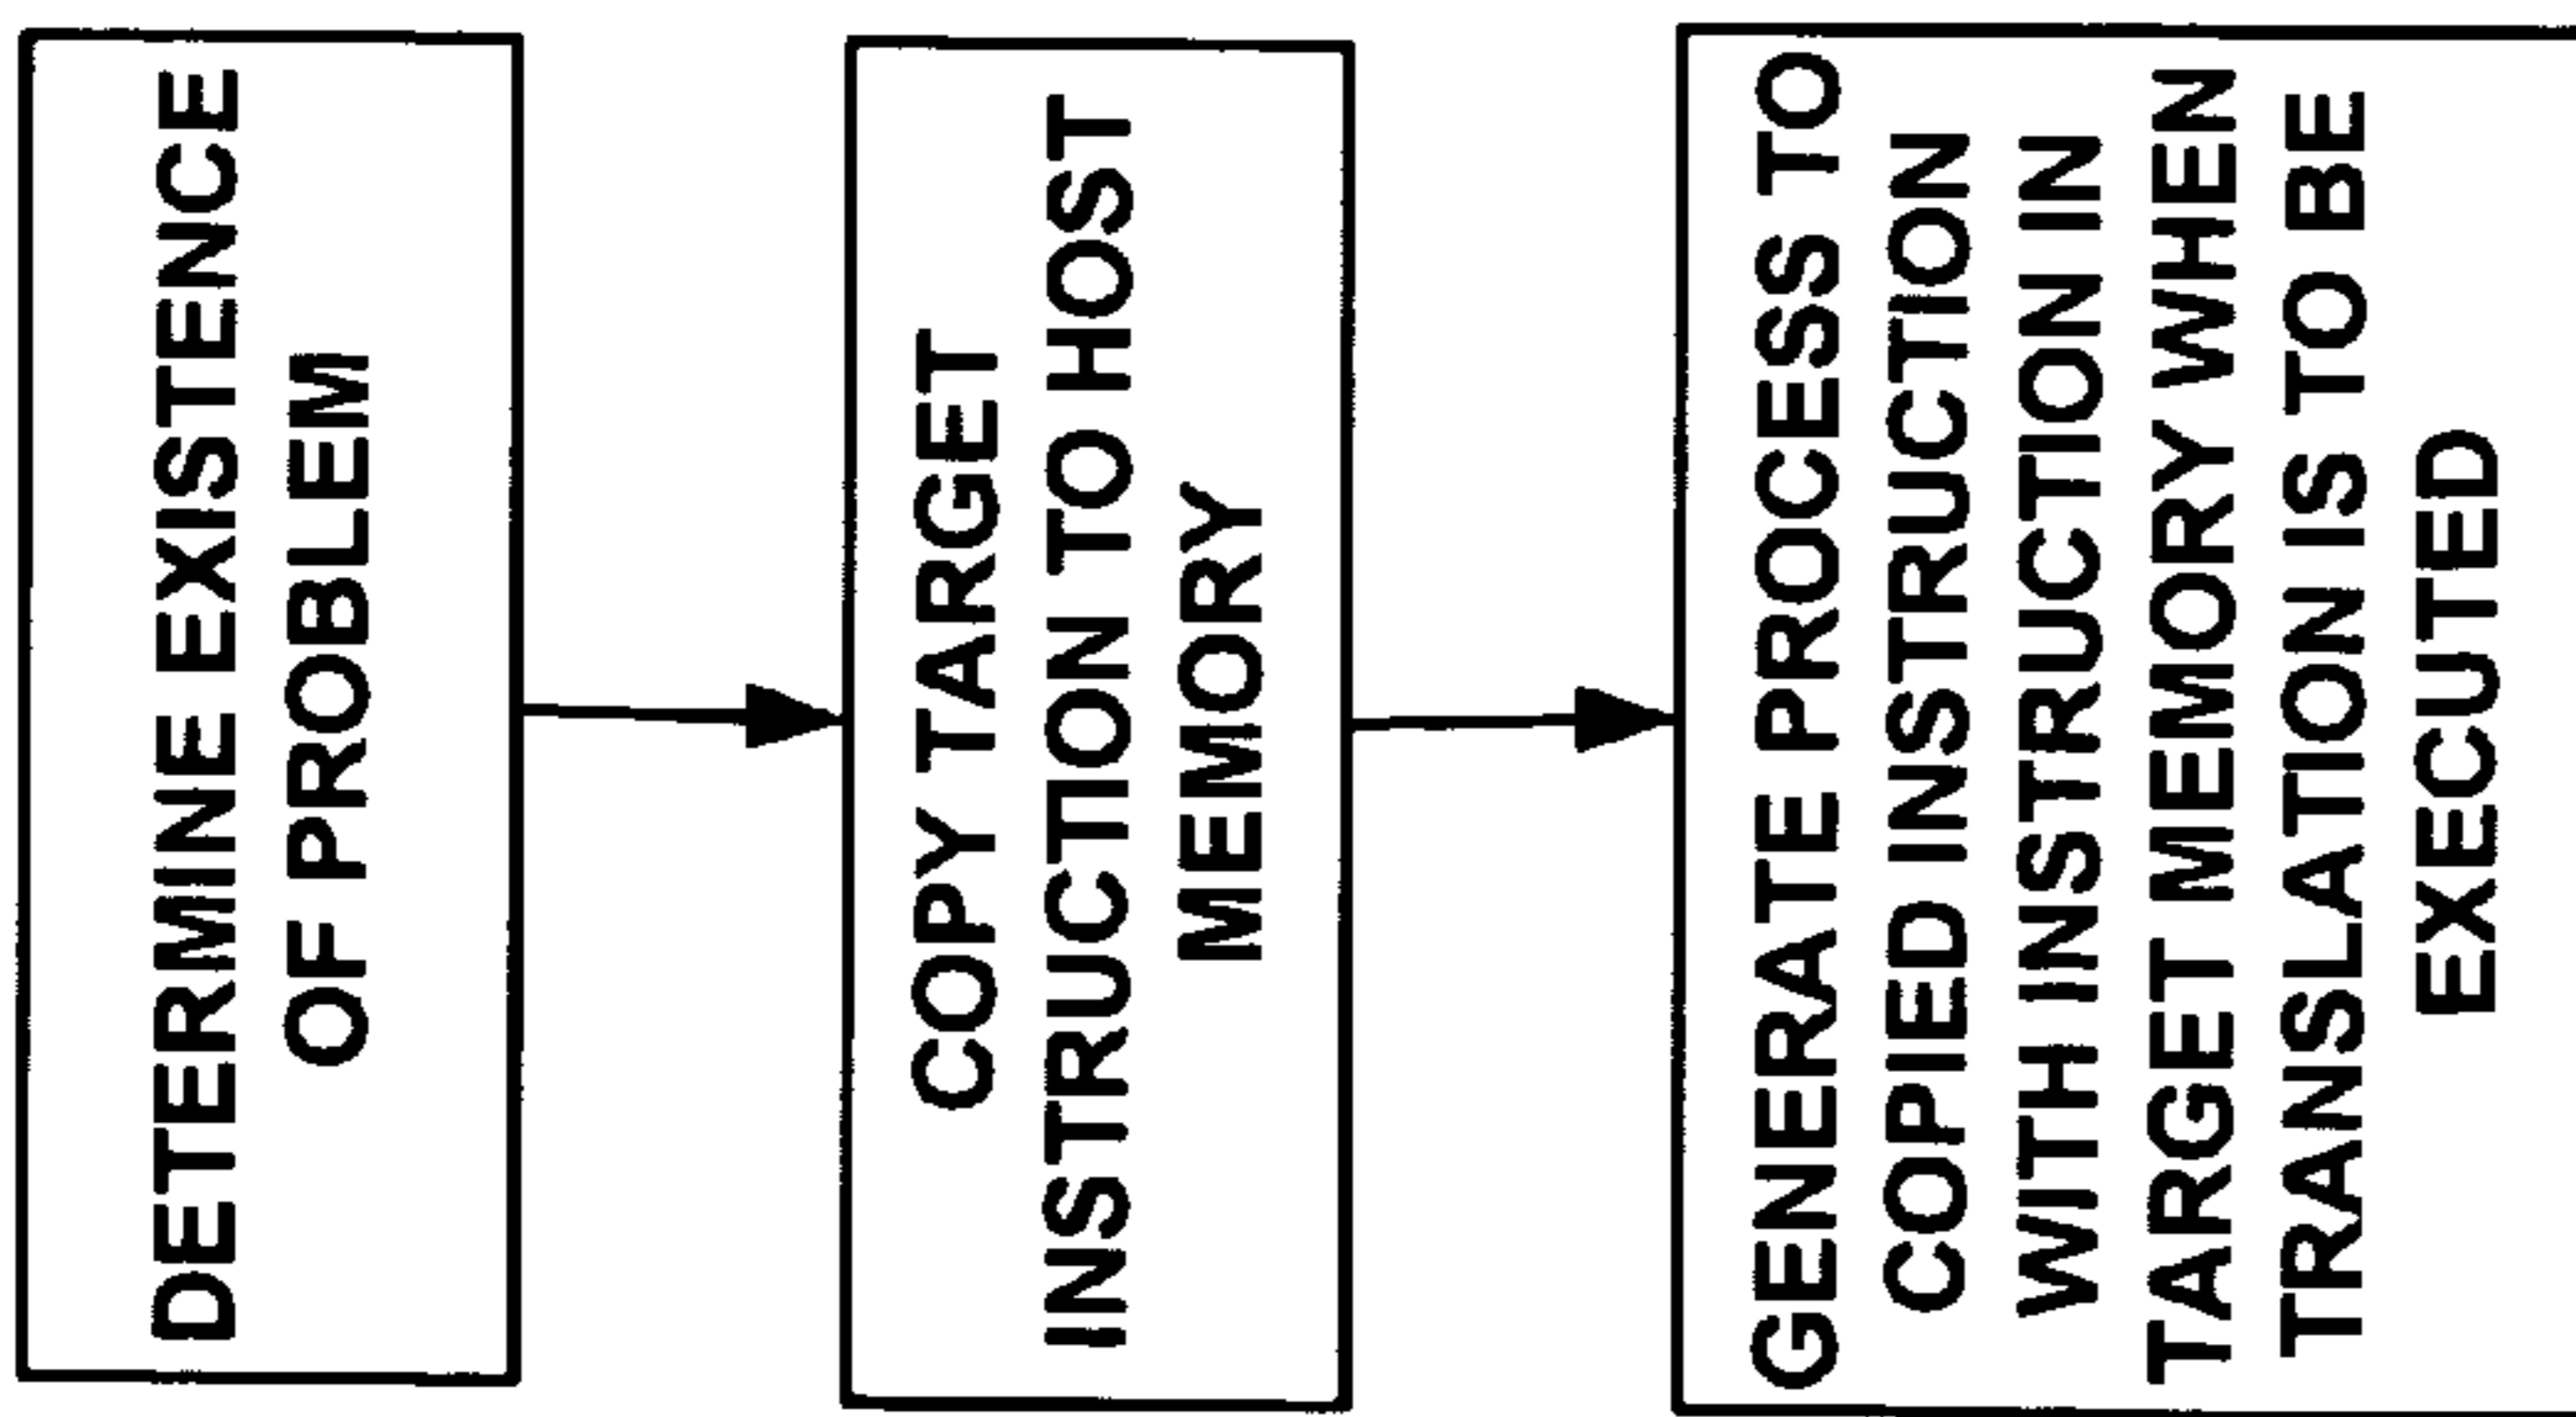 DETERMINE EXISTENCE
OF PROBLEM
COPY TARGET
INSTRUCTION TO HOST
MEMORY
GENERATE PROCESS TO
COPIED INSTRUCTION
WITH INSTRUCTION IN
TARGET MEMORY WHEN
TRANSLATION IS TO BE
EXECUTED